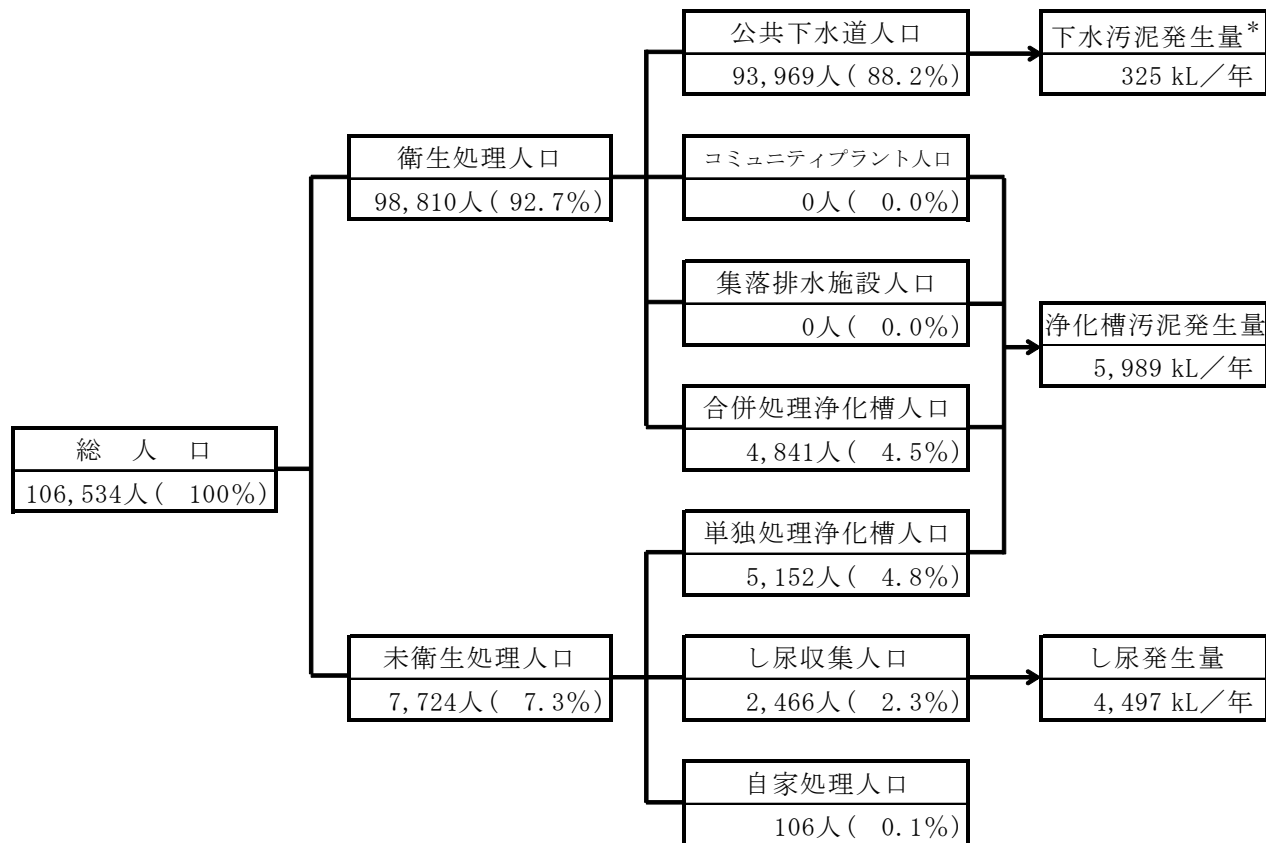 公共下水道人口
93,969人( 88.2%)
下水汚泥発生量*
325 kL／年
衛生処理人口
98,810人( 92.7%)
コミュニティプラント人口
0人( 0.0%)
集落排水施設人口
0人( 0.0%)
浄化槽汚泥発生量
5,989 kL／年
合併処理浄化槽人口
4,841人( 4.5%)
総 人 口
106,534人( 100%)
単独処理浄化槽人口
5,152人( 4.8%)
未衛生処理人口
7,724人( 7.3%)
し尿収集人口
2,466人( 2.3%)
し尿発生量
4,497 kL／年
自家処理人口
106人( 0.1%)